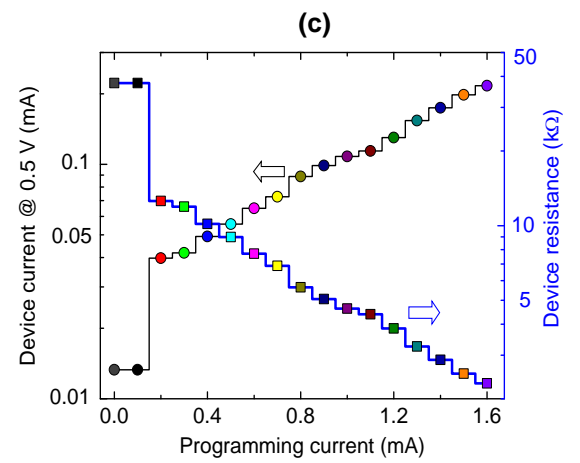 (c)
50
0.1
10
0.05
5
0.01
0.0 0.4 0.8 1.2 1.6
Programming current (mA)
Device current @ 0.5 V (mA)
Device resistance (kΩ)